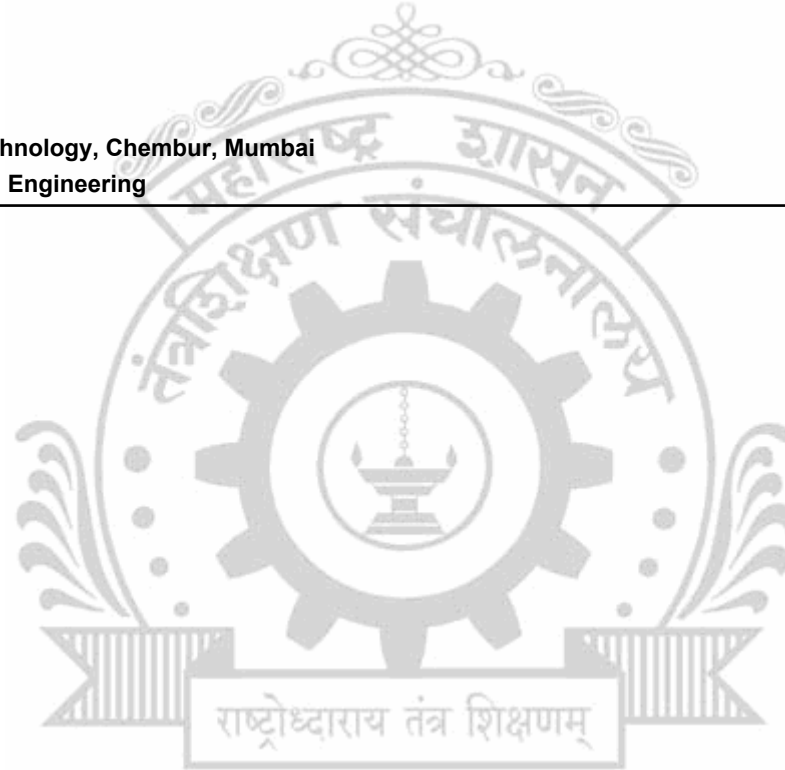 hnology, Chembur, Mumbai
Engineering
महाराष्ट्र शासन
तंत्रशिक्षण संचालनालय
राष्ट्रोध्दाराय तंत्र शिक्षणम्